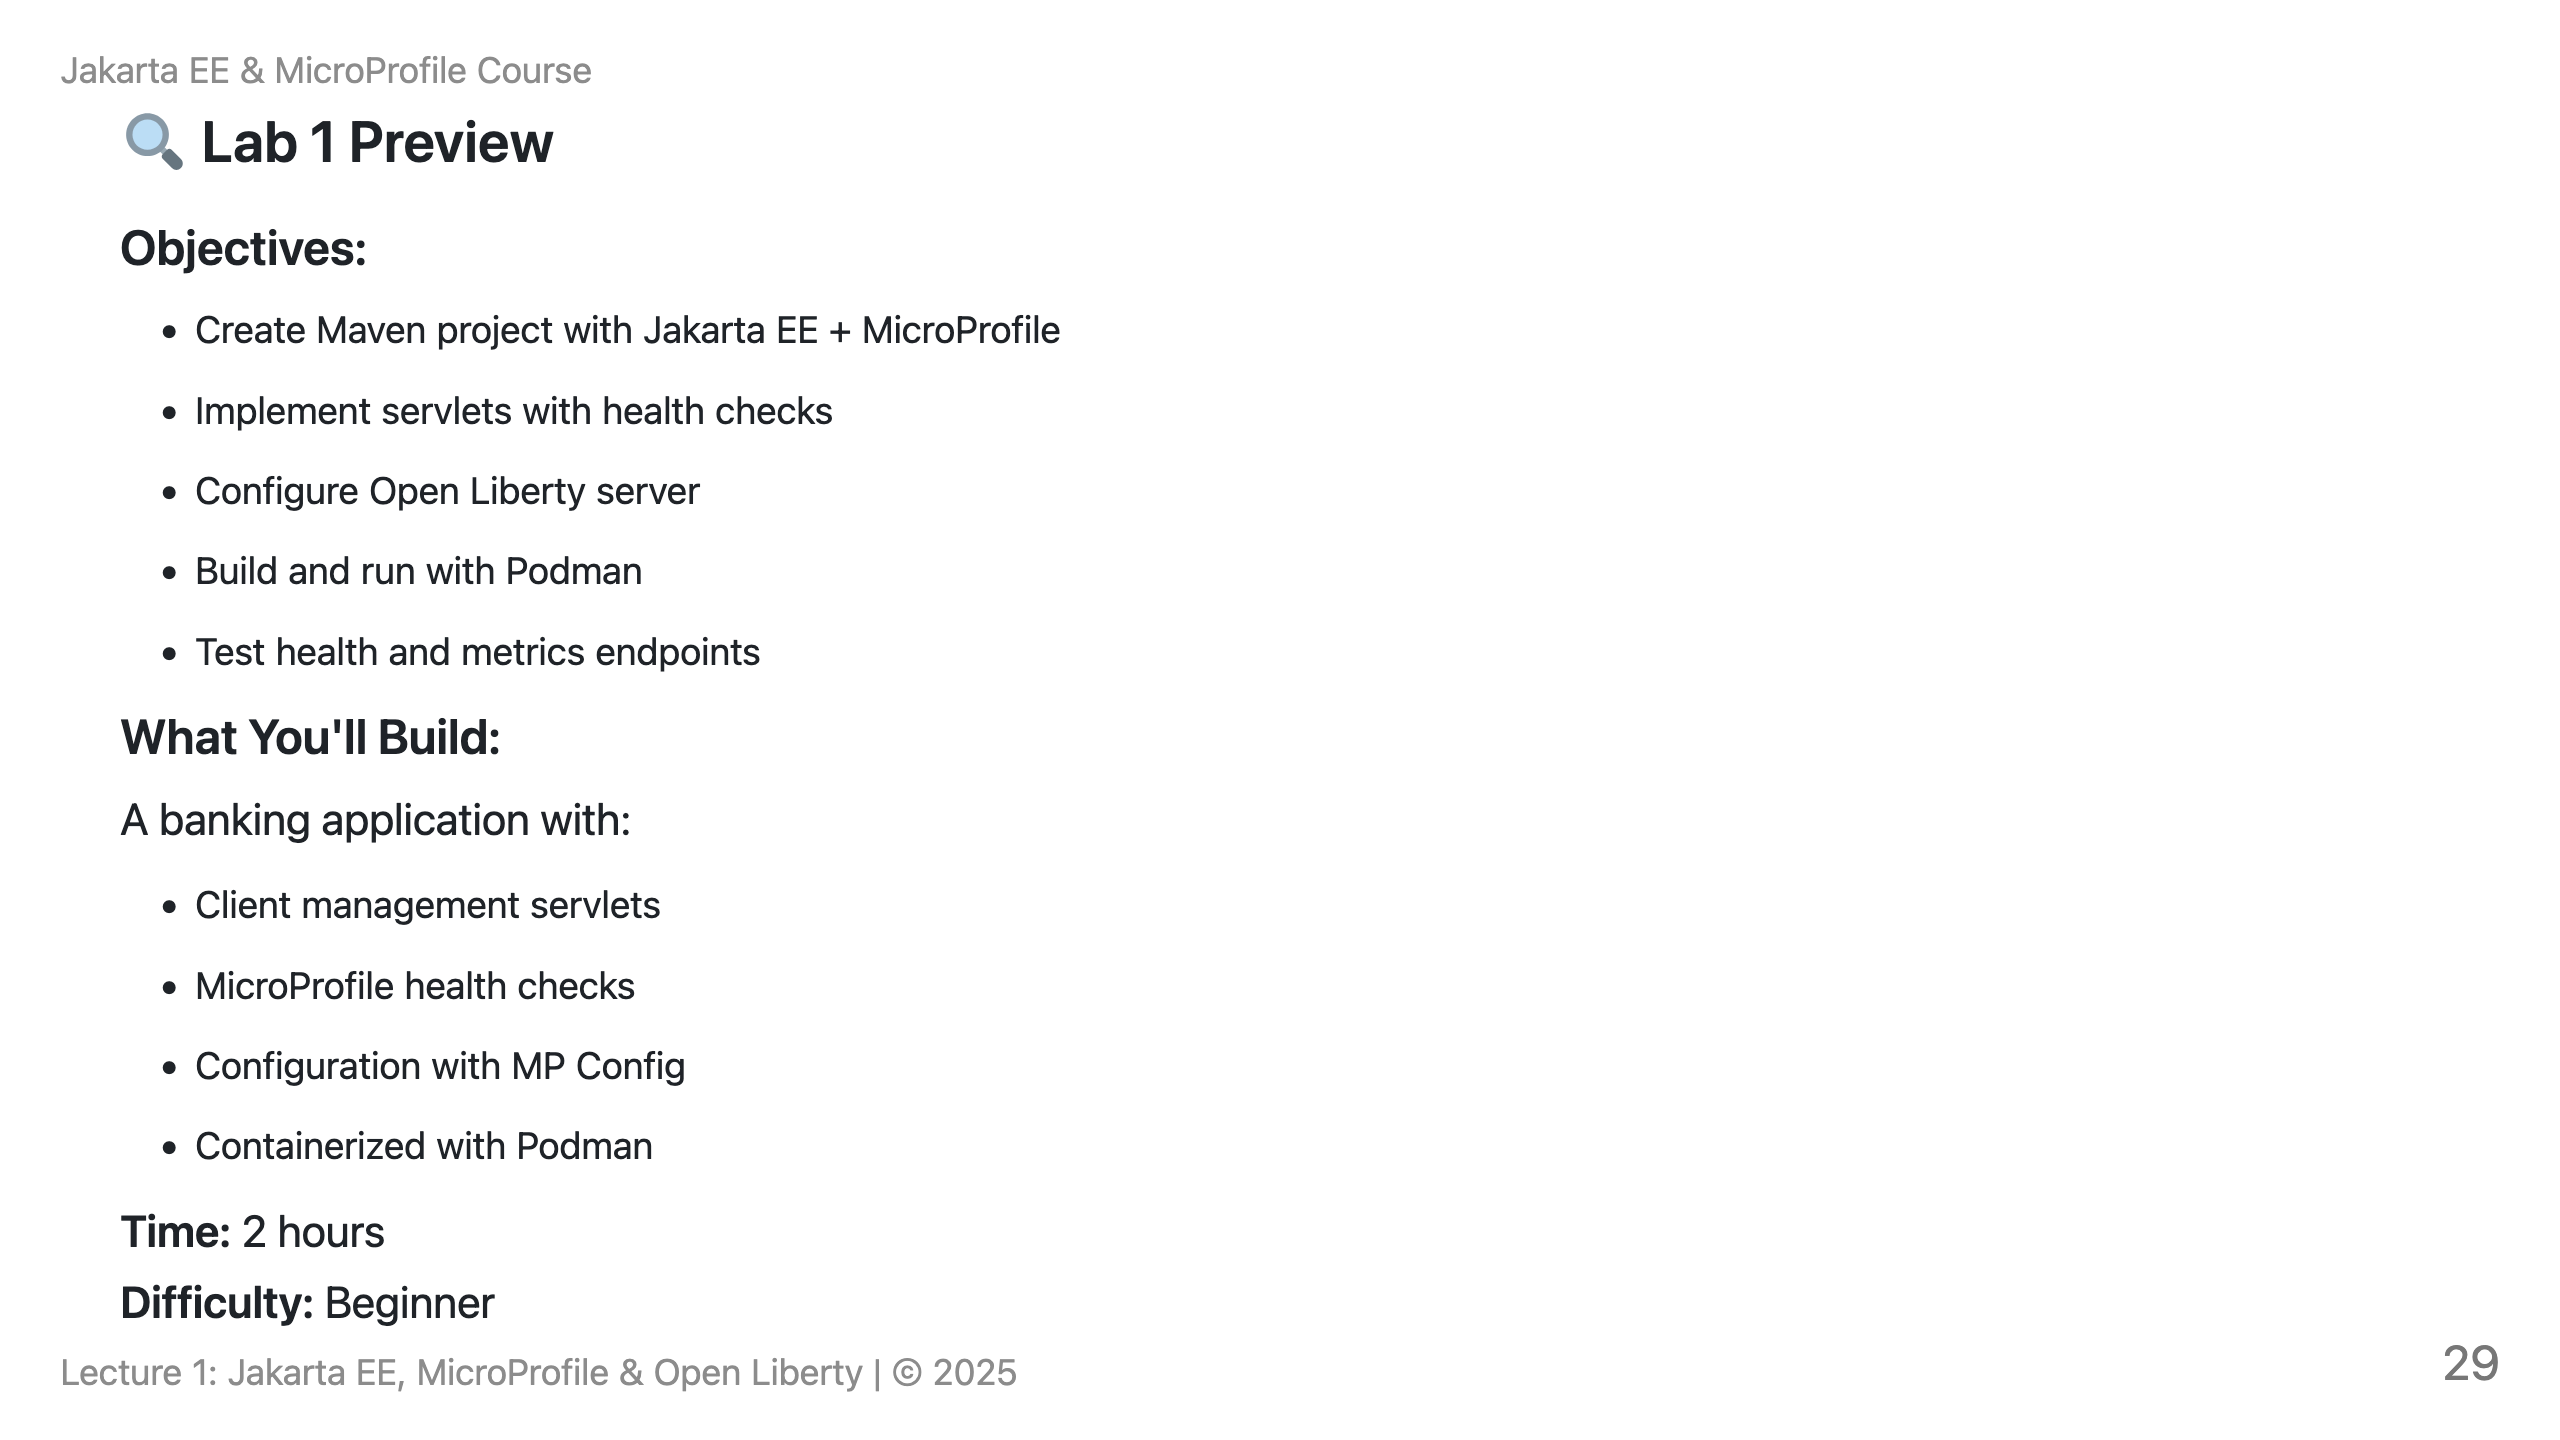 Jakarta EE & MicroProfile Course
🔍 Lab 1 Preview
Objectives:
• Create Maven project with Jakarta EE + MicroProfile
• Implement servlets with health checks
• Configure Open Liberty server
• Build and run with Podman
• Test health and metrics endpoints
What You'll Build:
A banking application with:
• Client management servlets
• MicroProfile health checks
• Configuration with MP Config
• Containerized with Podman
Time: 2 hours
Difficulty: Beginner
Lecture 1: Jakarta EE, MicroProfile & Open Liberty | © 2025
29